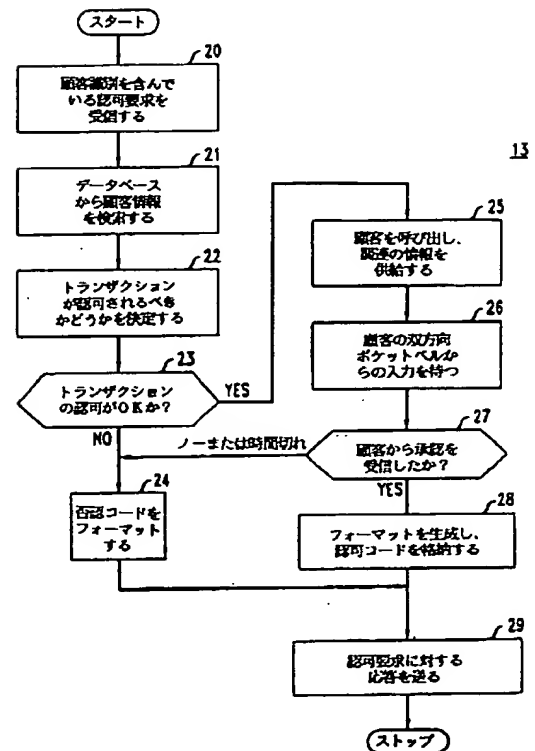 スタート
20
顧客識別を含んで
いる認可要求を
受信する
21
データベース
から顧客情報
を検索する
22
トランザクション
が認可されるべき
かどうかを決定する
23
トランザクション
の認可がOKか?
YES
NO
24
否認コードを
フォーマット
する
13
25
顧客を呼び出し、
関連の情報を
供給する
26
顧客の双方向
ポケットベルか
らの入力を待つ
27
顧客から承認を
受信したか?
ノーまたは時間切れ
YES
28
フォーマットを生成し、
認可コードを格納する
29
認可要求に対する
応答を送る
ストップ